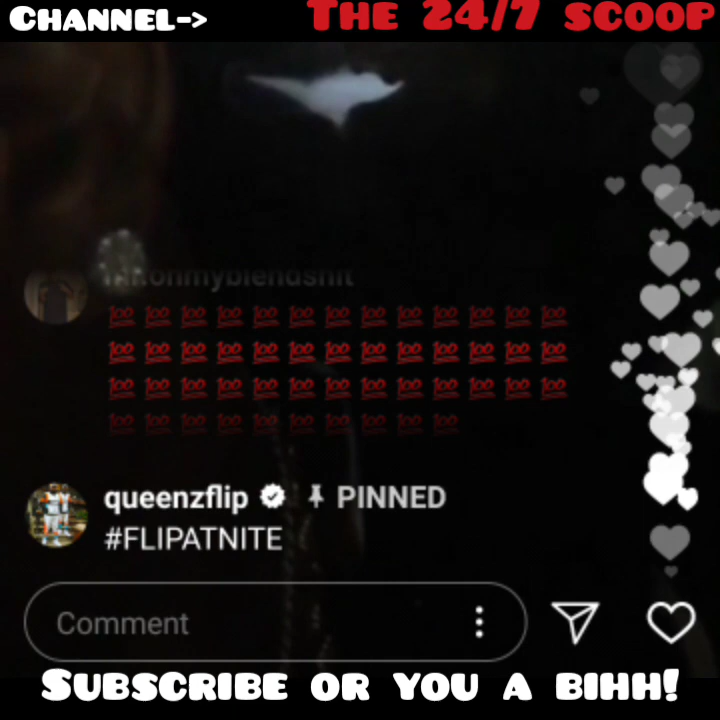 Channel->
The 24/7 scoop
💯💯💯💯💯💯💯💯💯💯💯💯💯
💯💯💯💯💯💯💯💯💯💯💯💯💯
💯💯💯💯💯💯💯💯💯💯💯💯💯
💯💯💯💯💯💯💯💯💯💯
queenzflip PINNED
#FLIPATNITE
Comment
Subscribe or you a bihh!